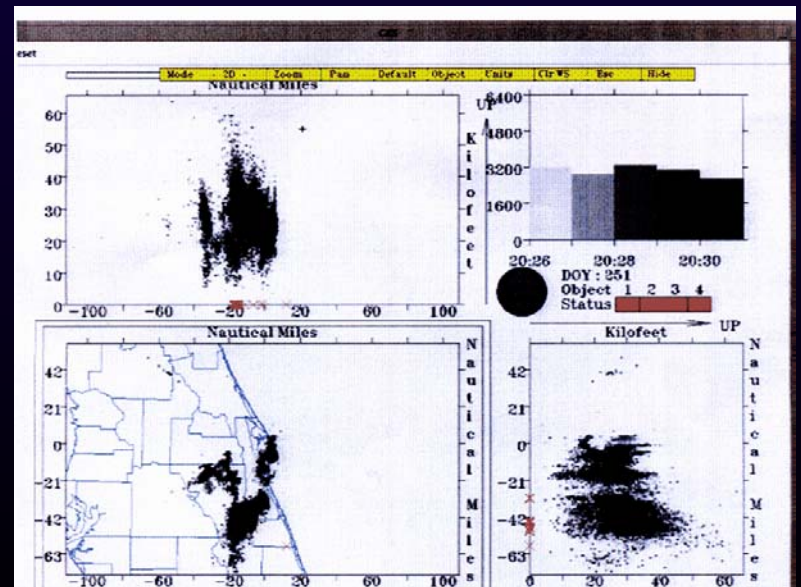 eset
Mode - 2D - Zoom Pan Default Object Units Clr WS Esc Hide
Nautical Miles
60
50
40
30
20
10
0
-100 -60 -20 20 60 100
Kilofeet
UP
6400
4800
3200
1600
0
20:26 20:28 20:30
DOY : 251
Object 1 2 3 4
Status
UP
Nautical Miles
42
21
0
-21
-42
-63
-100 -60 -20 20 60 100
Nautical Miles
Kilofeet
42
21
0
-21
-42
-63
0 30 60
Nautical Miles